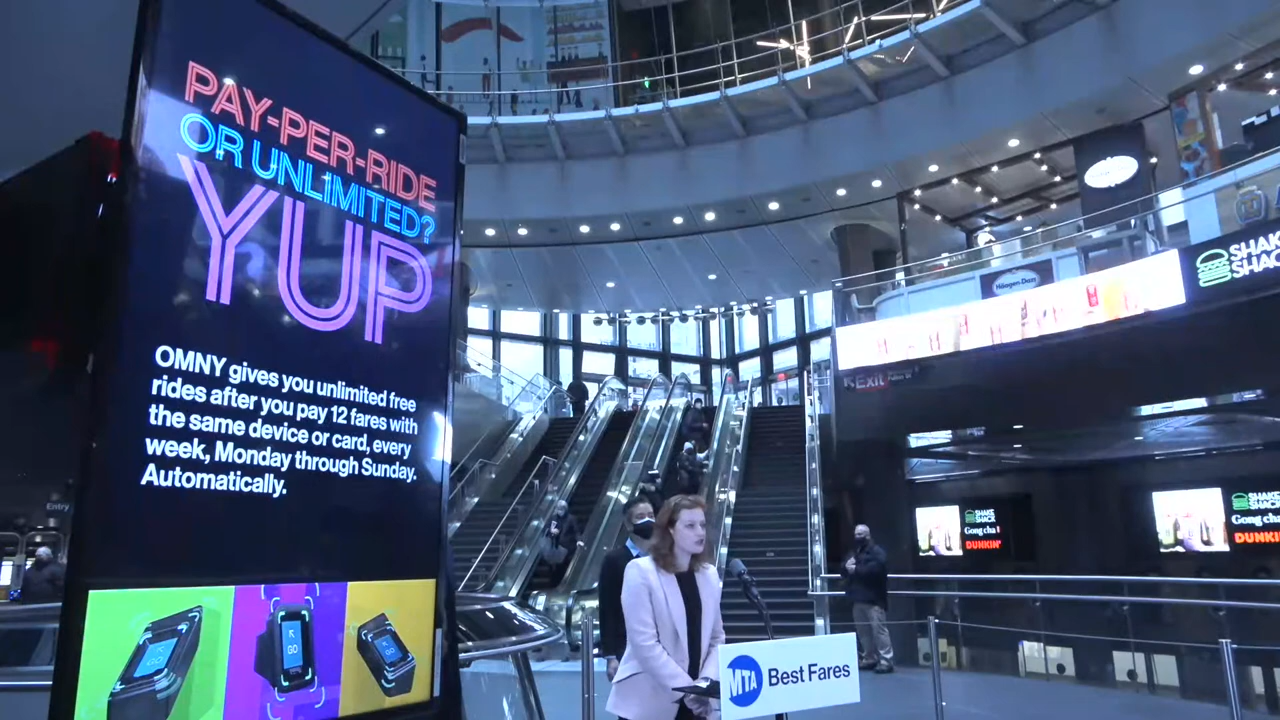 PAY-PER-RIDE
OR UNLIMITED?
YUP
OMNY gives you unlimited free
rides after you pay 12 fares with
the same device or card, every
week, Monday through Sunday.
Automatically.
GO
GO
GO
Entry
MTA
Best Fares
Exit
Häagen-Dazs
SHAKE
SHACK
SHAKE
SHACK
Gong cha
DUNKIN'
SHAKE
SHACK
Gong cha
DUNKIN'